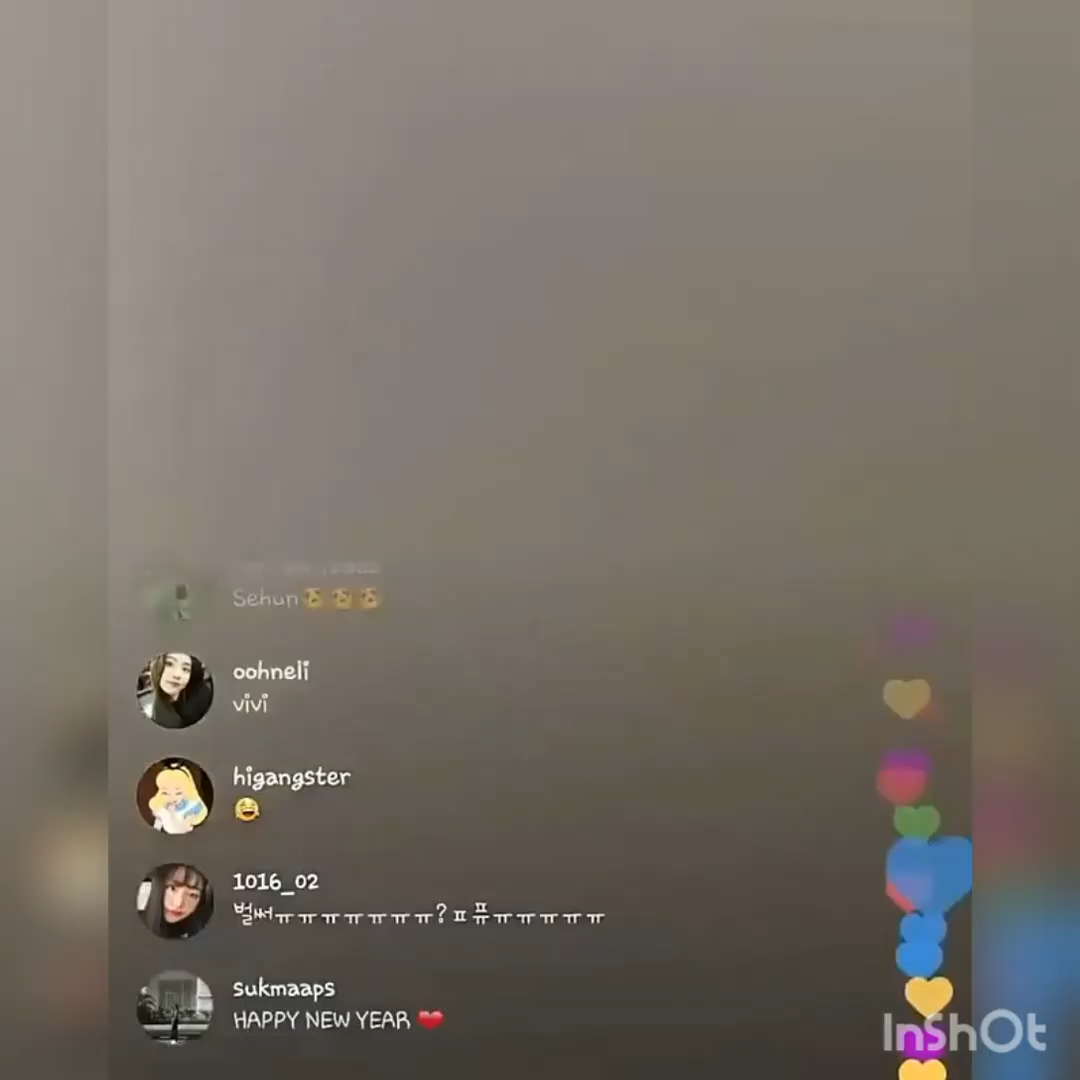 Sehun😭😭😭
oohneli
vivi
higangster
😂
1016_02
벌써ㅠㅠㅠㅠㅠㅠㅠ?ㅍ퓨ㅠㅠㅠㅠㅠ
sukmaaps
HAPPY NEW YEAR ❤️
InShOt